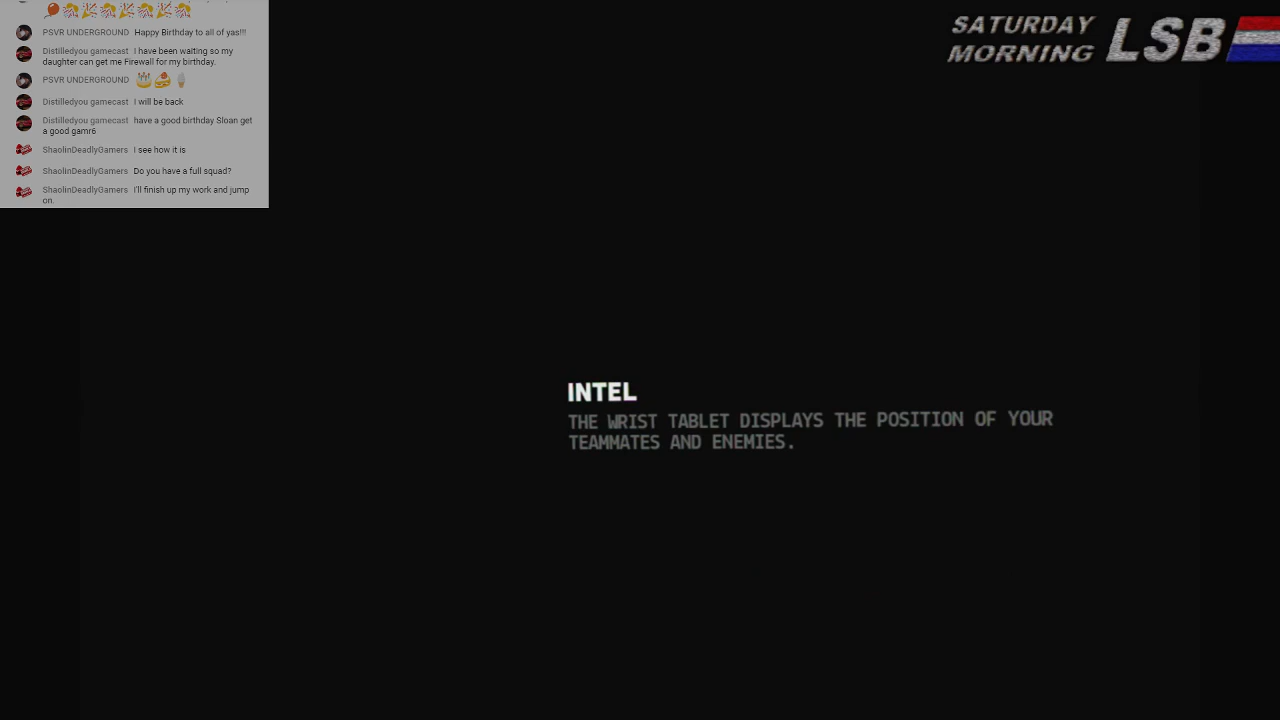 PSVR UNDERGROUND Happy Birthday to all of yas!!!
Distilledyou gamecast I have been waiting so my
daughter can get me Firewall for my birthday.
PSVR UNDERGROUND
Distilledyou gamecast I will be back
Distilledyou gamecast have a good birthday Sloan get
a good gamr6
ShaolinDeadlyGamers I see how it is
ShaolinDeadlyGamers Do you have a full squad?
ShaolinDeadlyGamers I'll finish up my work and jump
on.
SATURDAY
MORNING LSB
INTEL
THE WRIST TABLET DISPLAYS THE POSITION OF YOUR
TEAMMATES AND ENEMIES.